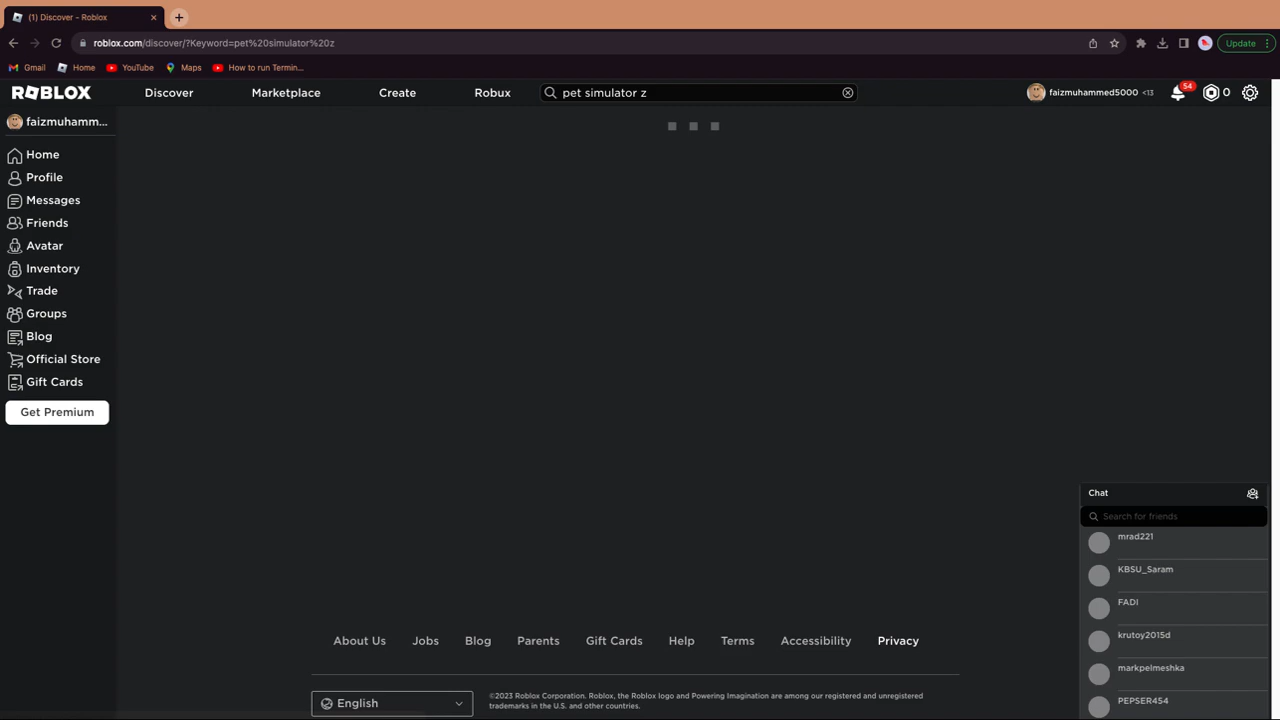 (1) Discover - Roblox
roblox.com/discover/?Keyword=pet%20simulator%20z
Update
Gmail
Home
YouTube
Maps
How to run Termin...
ROBLOX
Discover
Marketplace
Create
Robux
pet simulator z
faizmuhammed5000 <13
54
0
faizmuhamm...
Home
Profile
Messages
Friends
Avatar
Inventory
Trade
Groups
Blog
Official Store
Gift Cards
Get Premium
Chat
Search for friends
mrad221
KBSU_Saram
FADI
krutoy2015d
markpelmeshka
PEPSER454
About Us
Jobs
Blog
Parents
Gift Cards
Help
Terms
Accessibility
Privacy
English
©2023 Roblox Corporation. Roblox, the Roblox logo and Powering Imagination are among our registered and unregistered
trademarks in the U.S. and other countries.